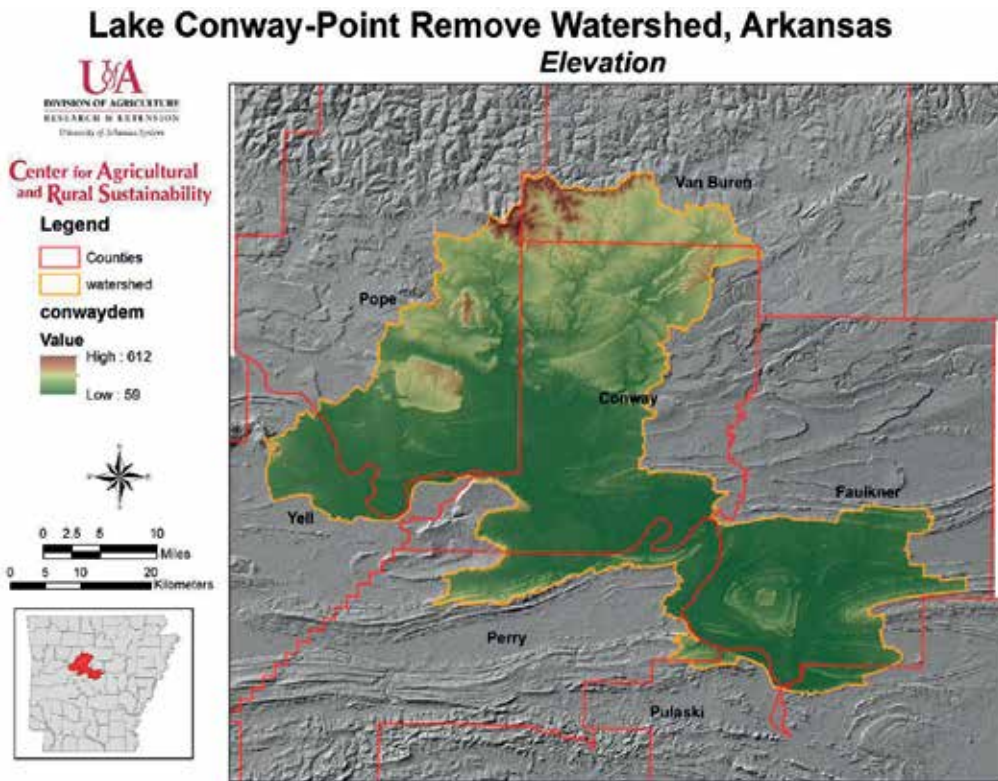 Lake Conway-Point Remove Watershed, Arkansas
Elevation
UofA
DIVISION OF AGRICULTURE
RESEARCH & EXTENSION
University of Arkansas System
Center for Agricultural
and Rural Sustainability
Legend
Counties
watershed
conwaydem
Value
High : 612
Low : 59
0 2.5 5 10
Miles
0 5 10 20
Kilometers
Van Buren
Pope
Conway
Faulkner
Yell
Perry
Pulaski